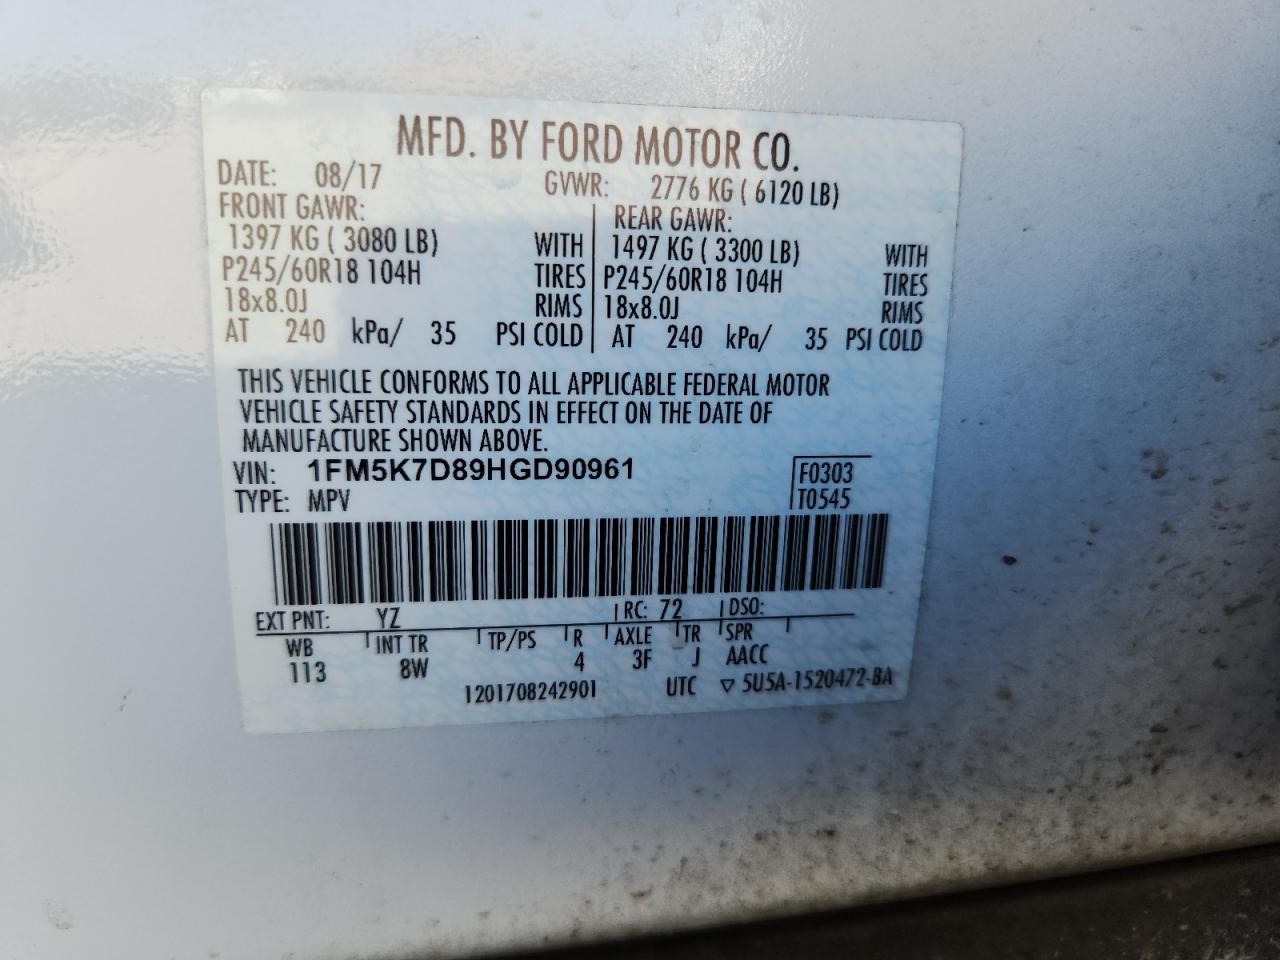 MFD. BY FORD MOTOR CO.
DATE: 08/17 GVWR: 2776 KG ( 6120 LB)
FRONT GAWR: REAR GAWR:
1397 KG ( 3080 LB) WITH 1497 KG ( 3300 LB) WITH
P245/60R18 104H TIRES P245/60R18 104H TIRES
18x8.0J RIMS 18x8.0J RIMS
AT 240 kPa/ 35 PSI COLD AT 240 kPa/ 35 PSI COLD
THIS VEHICLE CONFORMS TO ALL APPLICABLE FEDERAL MOTOR
VEHICLE SAFETY STANDARDS IN EFFECT ON THE DATE OF
MANUFACTURE SHOWN ABOVE.
VIN: 1FM5K7D89HGD90961 F0303
TYPE: MPV T0545
EXT PNT: YZ RC: 72 DSO:
WB INT TR TP/PS R AXLE TR SPR
113 8W 4 3F J AACC
1201708242901 UTC ▽ 5U5A-1520472-BA